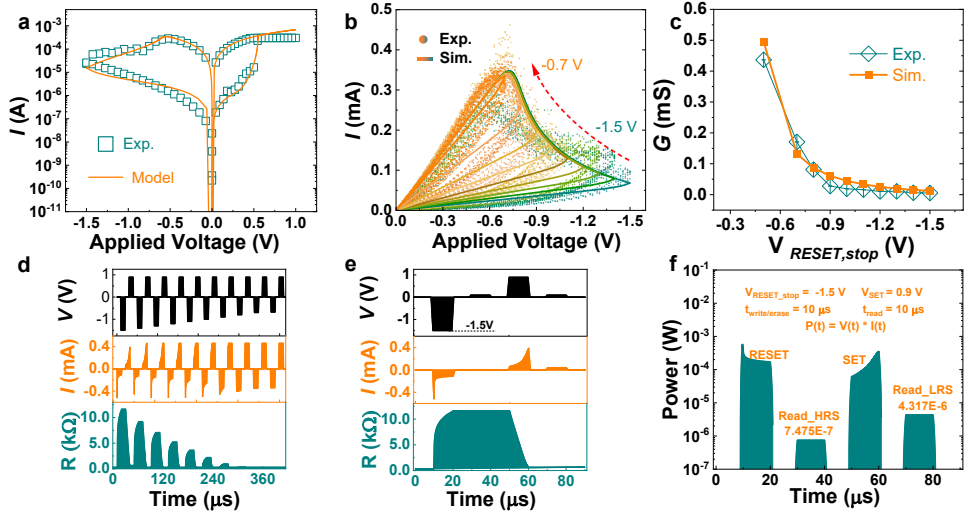 a
10⁻³
10⁻⁴
10⁻⁵
10⁻⁶
10⁻⁷
10⁻⁸
10⁻⁹
10⁻¹⁰
10⁻¹¹
I (A)
Exp.
Model
-1.5 -1.0 -0.5 0.0 0.5 1.0
Applied Voltage (V)
b
0.5
0.4
0.3
0.2
0.1
0.0
I (mA)
Exp.
Sim.
-0.7 V
-1.5 V
0.0 -0.3 -0.6 -0.9 -1.2 -1.5
Applied Voltage (V)
c
0.6
0.5
0.4
0.3
0.2
0.1
0.0
G (mS)
Exp.
Sim.
-0.3 -0.6 -0.9 -1.2 -1.5
V RESET,stop (V)
d
V (V)
1
0
-1
I (mA)
0.4
0.0
-0.4
R (kΩ)
10.0
5.0
0.0
0 60 120 180 240 300 360
Time (μs)
e
V (V)
1
0
-1
-1.5V
I (mA)
0.4
0.0
-0.4
R (kΩ)
10.0
5.0
0.0
0 20 40 60 80
Time (μs)
f
10⁻¹
10⁻²
10⁻³
10⁻⁴
10⁻⁵
10⁻⁶
10⁻⁷
Power (W)
V RESET_stop = -1.5 V V SET = 0.9 V
t write/erase = 10 μs t read = 10 μs
P(t) = V(t) * I(t)
RESET
SET
Read_HRS
7.475E-7
Read_LRS
4.317E-6
0 20 40 60 80
Time (μs)